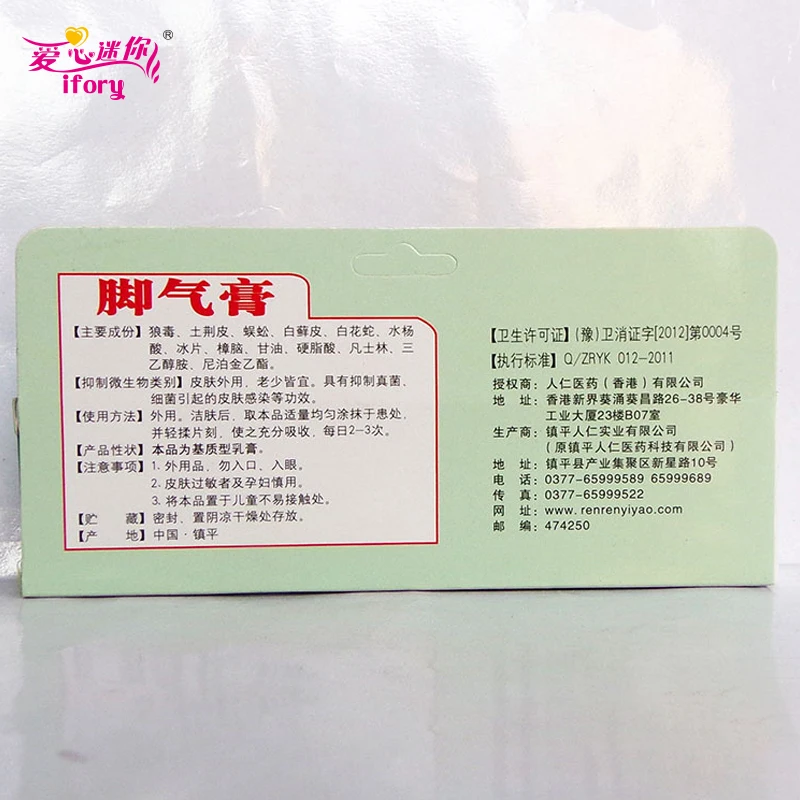 爱心迷你®
ifory
脚气膏
【主要成份】狼毒、土荆皮、蜈蚣、白藓皮、白花蛇、水杨
酸、冰片、樟脑、甘油、硬脂酸、凡士林、三
乙醇胺、尼泊金乙酯。
【抑制微生物类别】皮肤外用，老少皆宜。具有抑制真菌、
细菌引起的皮肤感染等功效。
【使用方法】外用。洁肤后，取本品适量均匀涂抹于患处，
并轻揉片刻，使之充分吸收，每日2-3次。
【产品性状】本品为基质型乳膏。
【注意事项】1. 外用品，勿入口、入眼。
2. 皮肤过敏者及孕妇慎用。
3. 将本品置于儿童不易接触处。
【贮 藏】密封、置阴凉干燥处存放。
【产 地】中国·镇平
【卫生许可证】(豫)卫消证字[2012]第0004号
【执行标准】Q/ZRYK 012-2011
授权商：人仁医药（香港）有限公司
地 址：香港新界葵涌葵昌路26-38号豪华
工业大厦23楼B07室
生产商：镇平人仁实业有限公司
（原镇平人仁医药科技有限公司）
地 址：镇平县产业集聚区新星路10号
电 话：0377-65999589 65999689
传 真：0377-65999522
网 址：www.renrenyiyao.com
邮 编：474250